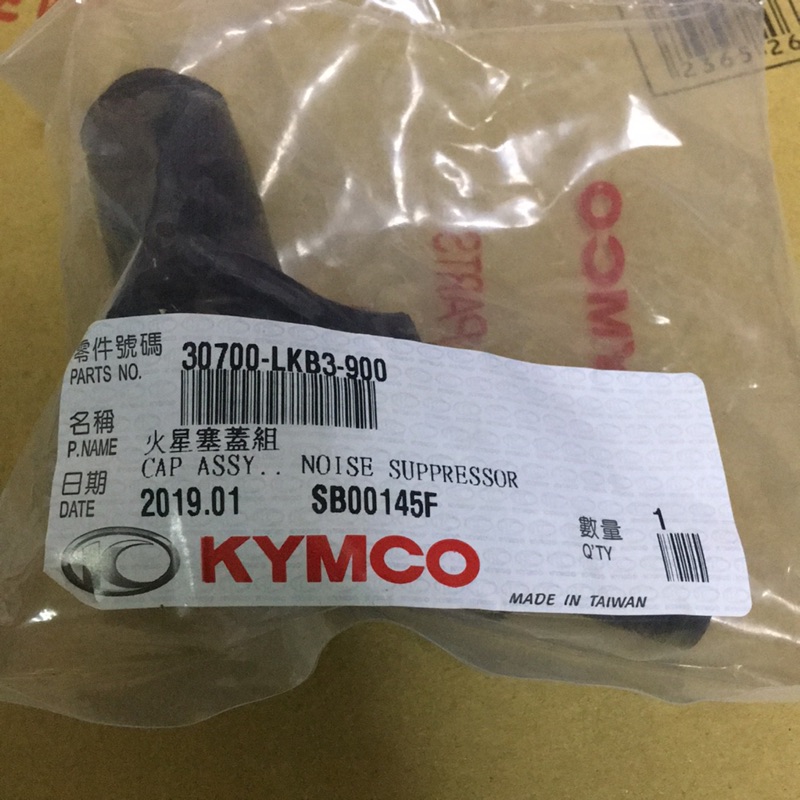 零件號碼 30700-LKB3-900
PARTS NO.
名稱 火星塞蓋組
P.NAME CAP ASSY.. NOISE SUPPRESSOR
日期 2019.01 SB00145F
DATE
數量 1
Q'TY
KYMCO
MADE IN TAIWAN